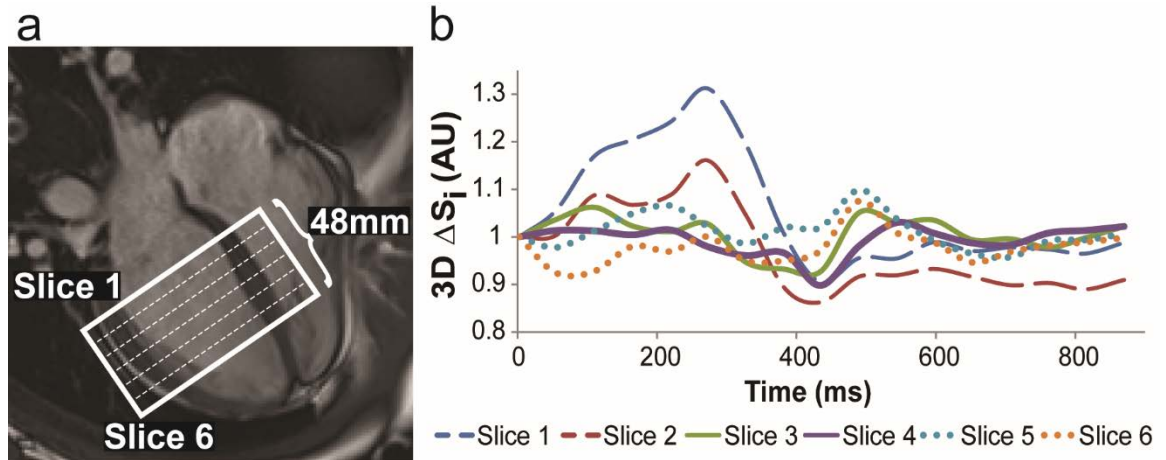 a
48mm
Slice 1
Slice 6
b
3D ΔSi (AU)
1.3
1.2
1.1
1
0.9
0.8
0 200 400 600 800
Time (ms)
Slice 1 Slice 2 Slice 3 Slice 4 Slice 5 Slice 6